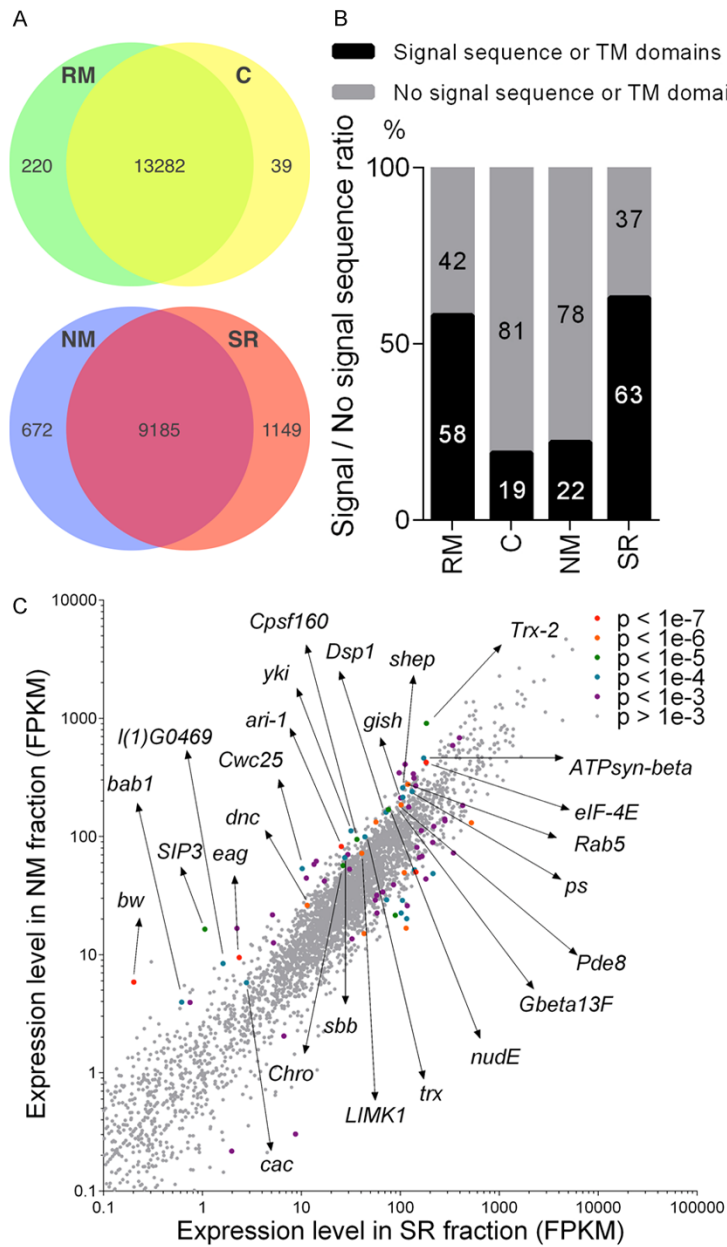 A
RM
C
220
13282
39
NM
SR
672
9185
1149
B
Signal sequence or TM domains
No signal sequence or TM domai
%
Signal / No signal sequence ratio
100
50
0
42
58
81
19
78
22
37
63
RM
C
NM
SR
C
Expression level in NM fraction (FPKM)
10000
1000
100
10
1
0.1
Cpsf160
Dsp1
shep
Trx-2
yki
gish
ari-1
l(1)G0469
Cwc25
bab1
dnc
SIP3
eag
bw
p < 1e-7
p < 1e-6
p < 1e-5
p < 1e-4
p < 1e-3
p > 1e-3
ATPsyn-beta
eIF-4E
Rab5
ps
Pde8
Gbeta13F
nudE
trx
LIMK1
sbb
Chro
cac
0.1
1
10
100
1000
10000
100000
Expression level in SR fraction (FPKM)